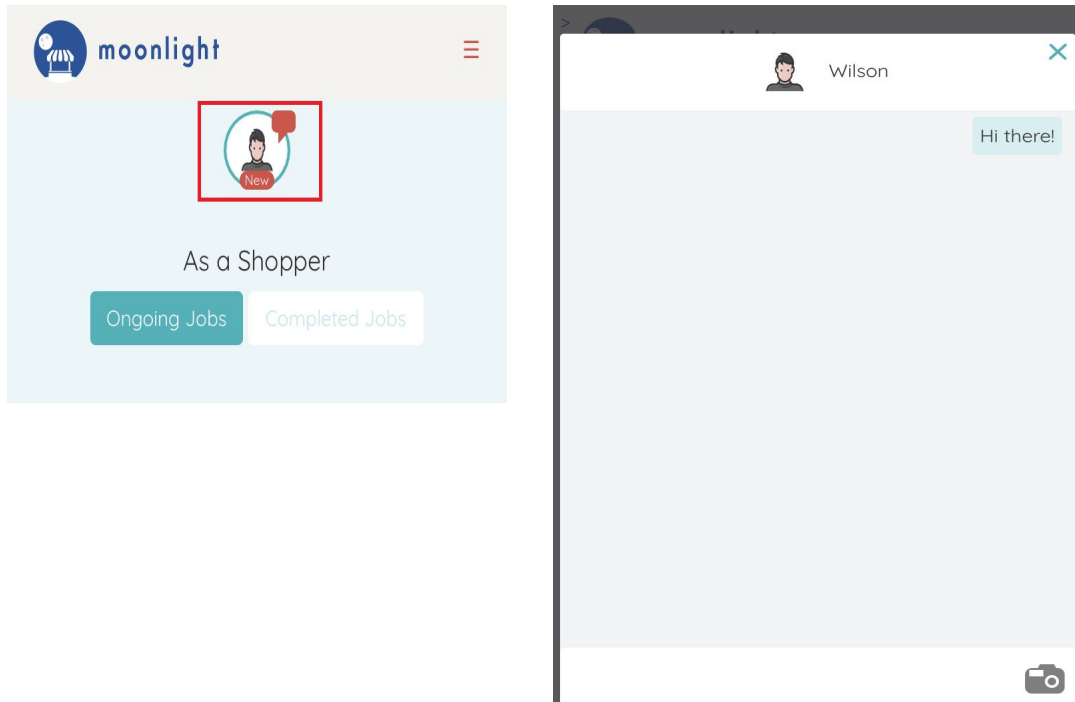 moonlight
New
As a Shopper
Ongoing Jobs
Completed Jobs
>
Wilson
Hi there!